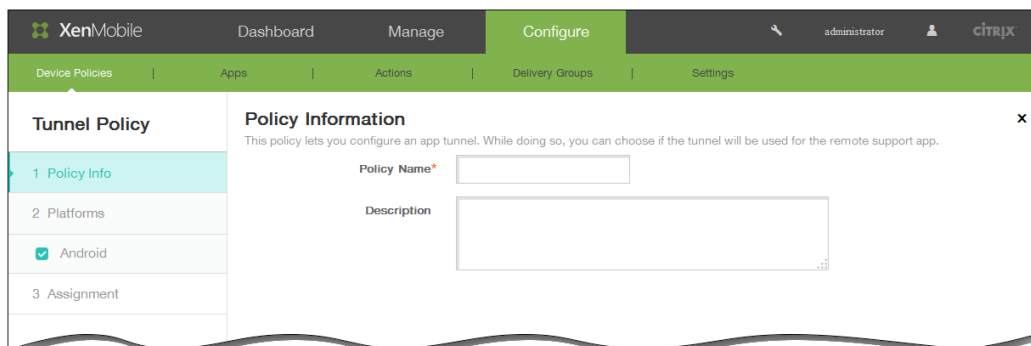 XenMobile Dashboard Manage Configure administrator CİTRIX
Device Policies | Apps | Actions | Delivery Groups | Settings
Tunnel Policy
1 Policy Info
2 Platforms
Android
3 Assignment
Policy Information
This policy lets you configure an app tunnel. While doing so, you can choose if the tunnel will be used for the remote support app.
x
Policy Name*
Description